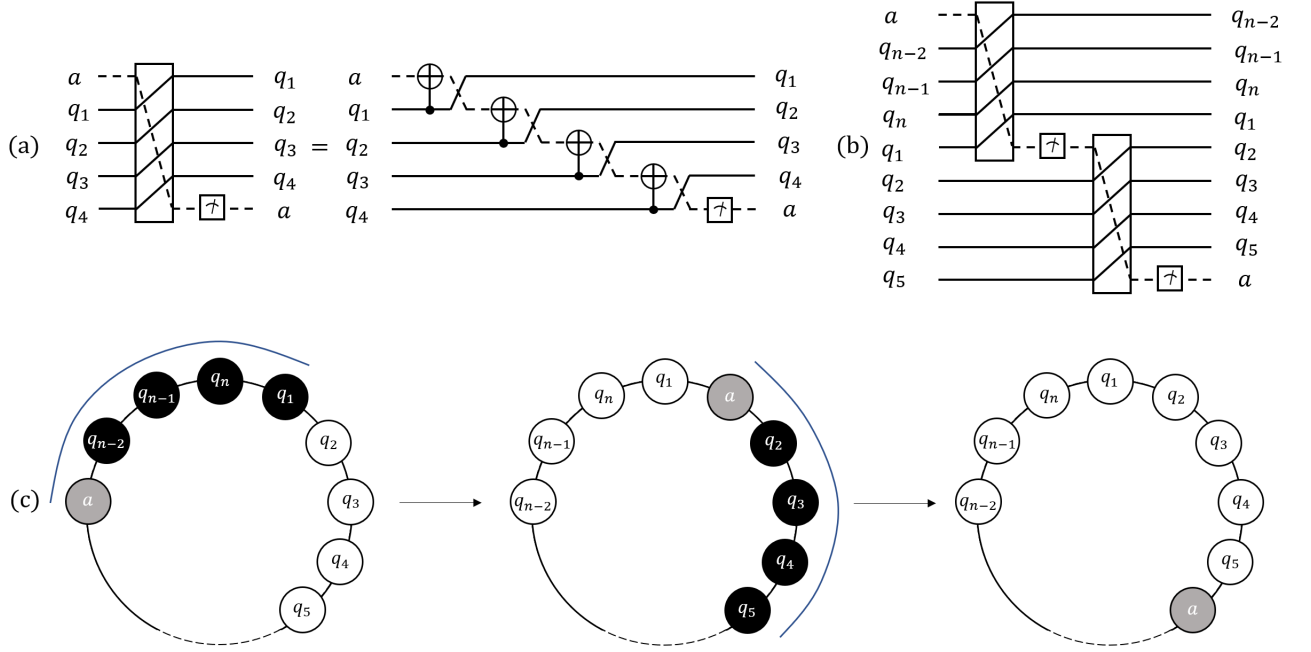 (a)
a q₁ q₂ q₃ q₄
q₁ q₂ q₃ q₄ a
=
a q₁ q₂ q₃ q₄
q₁ q₂ q₃ q₄ a
(b)
a qₙ₋₂ qₙ₋₁ qₙ q₁ q₂ q₃ q₄ q₅
qₙ₋₂ qₙ₋₁ qₙ q₁ q₂ q₃ q₄ q₅ a
(c)
a qₙ₋₂ qₙ₋₁ qₙ q₁ q₂ q₃ q₄ q₅
qₙ₋₂ qₙ₋₁ qₙ q₁ a q₂ q₃ q₄ q₅
qₙ₋₂ qₙ₋₁ qₙ q₁ q₂ q₃ q₄ q₅ a